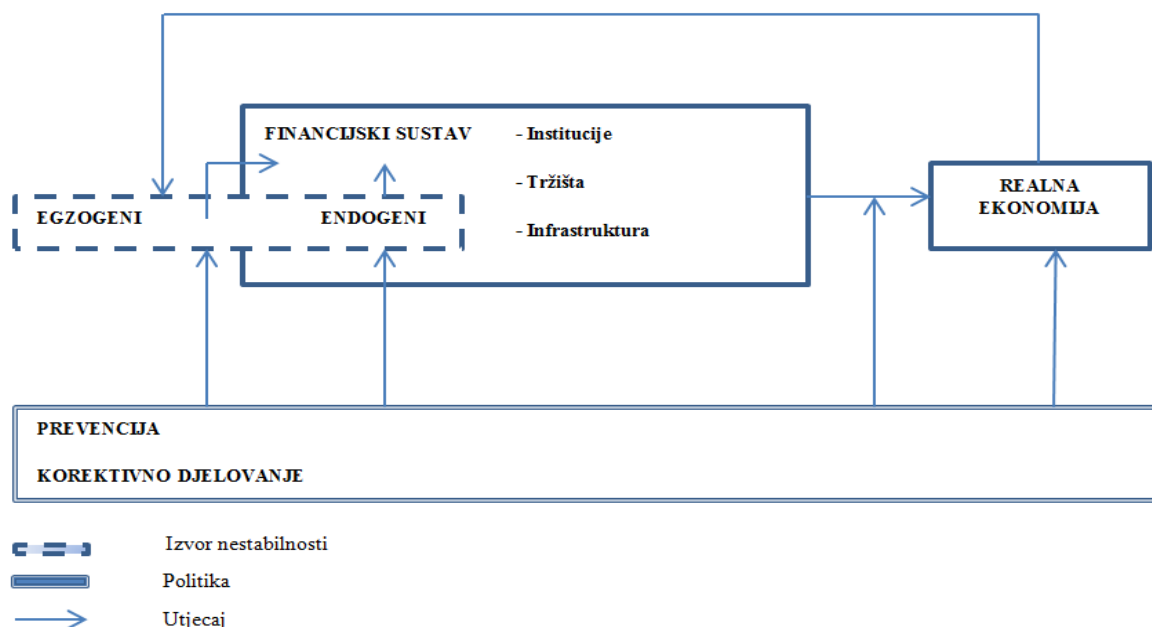 FINANCIJSKI SUSTAV
- Institucije
- Tržišta
- Infrastruktura
EGZOGENI
ENDOGENI
REALNA
EKONOMIJA
PREVENCIJA
KOREKTIVNO DJELOVANJE
Izvor nestabilnosti
Politika
Utjecaj